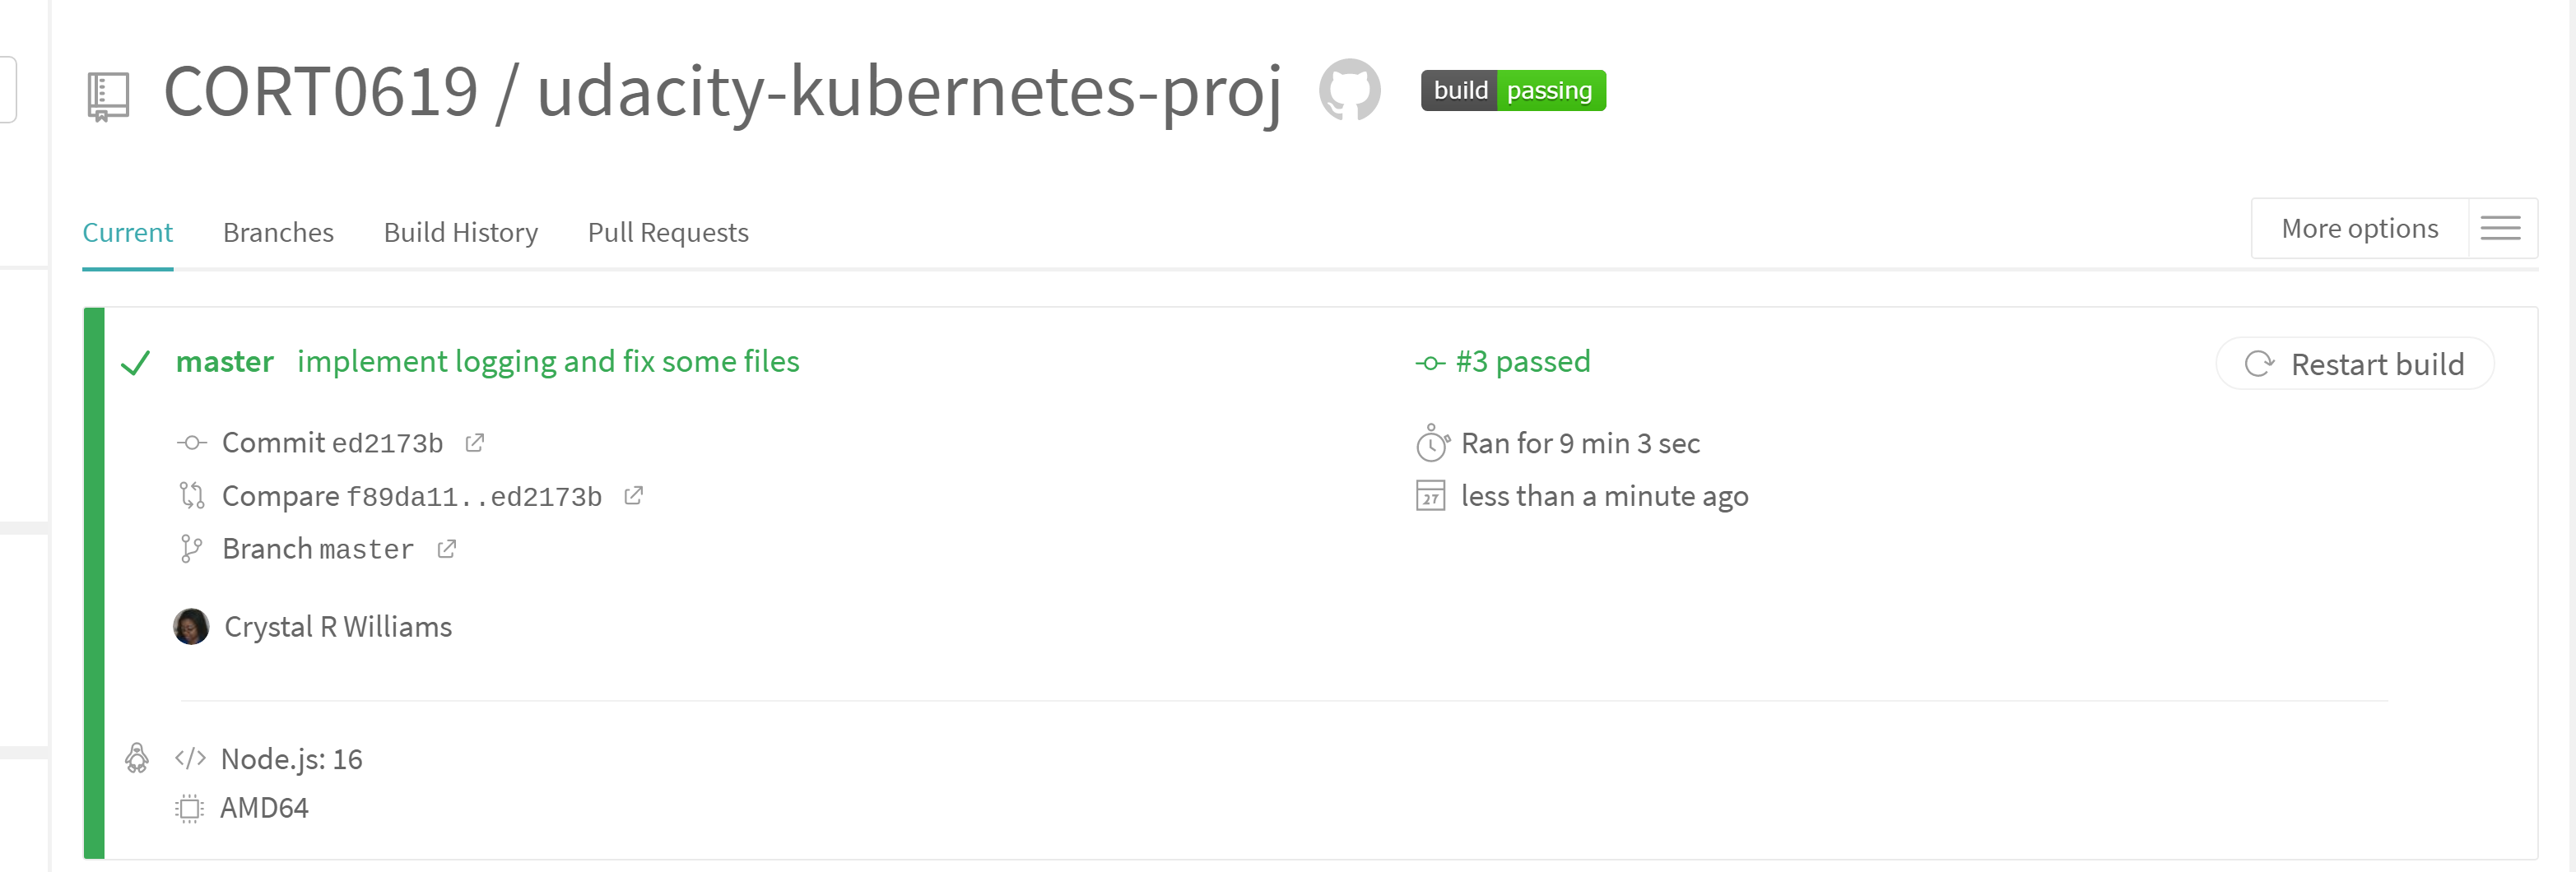 CORT0619 / udacity-kubernetes-proj build passing
Current Branches Build History Pull Requests More options
master implement logging and fix some files #3 passed Restart build
Commit ed2173b Ran for 9 min 3 sec
Compare f89da11..ed2173b 27 less than a minute ago
Branch master
Crystal R Williams
</> Node.js: 16
AMD64